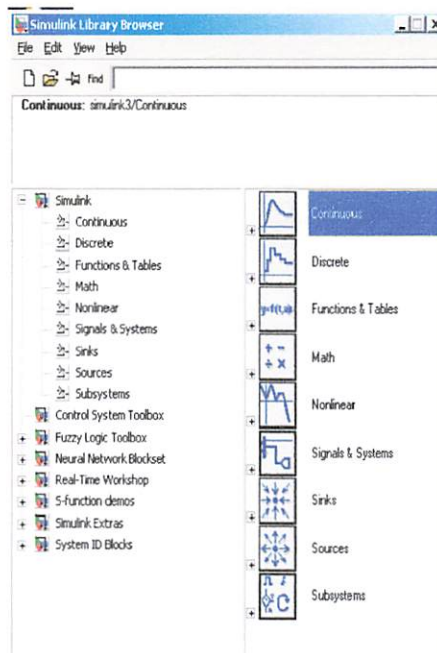 Simulink Library Browser
File Edit View Help
Find
Continuous: simulink3/Continuous
Simulink
Continuous
Discrete
Functions & Tables
Math
Nonlinear
Signals & Systems
Sinks
Sources
Subsystems
Control System Toolbox
Fuzzy Logic Toolbox
Neural Network Blockset
Real-Time Workshop
S-function demos
Simulink Extras
System ID Blocks
Continuous
Discrete
Functions & Tables
Math
Nonlinear
Signals & Systems
Sinks
Sources
Subsystems